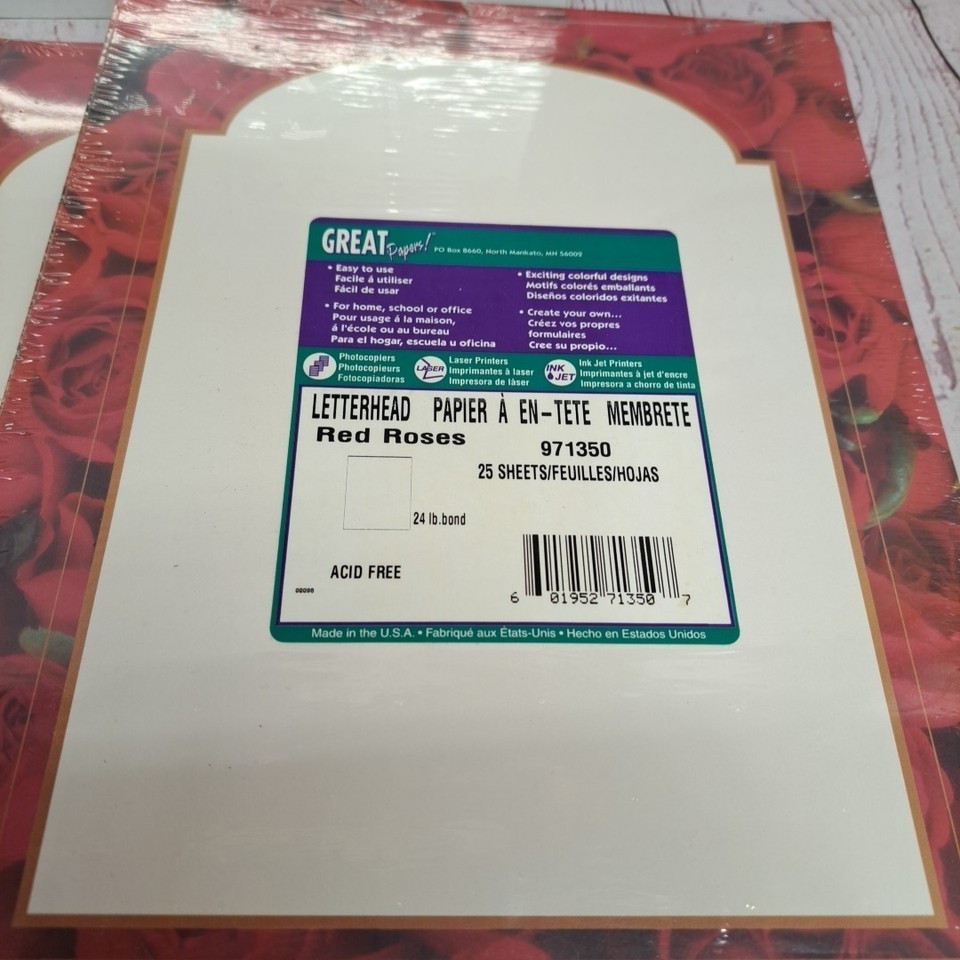 GREAT Papers!™ PO Box 8660, North Mankato, MN 56002
• Easy to use
Facile á utiliser
Fácil de usar
• For home, school or office
Pour usage á la maison,
á l'école ou au bureau
Para el hogar, escuela u oficina
• Exciting colorful designs
Motifs colorés emballants
Diseños coloridos exitantes
• Create your own...
Créez vos propres
formulaires
Cree su propio...
Photocopiers
Photocopieurs
Fotocopiadoras
LASER
Laser Printers
Imprimantes à laser
Impresora de làser
INK
JET
Ink Jet Printers
Imprimantes à jet d'encre
Impresora a chorro de tinta
LETTERHEAD PAPIER À EN-TETE MEMBRETE
Red Roses
971350
25 SHEETS/FEUILLES/HOJAS
24 lb.bond
ACID FREE
6 01952 71350 7
Made in the U.S.A. • Fabriqué aux États-Unis • Hecho en Estados Unidos